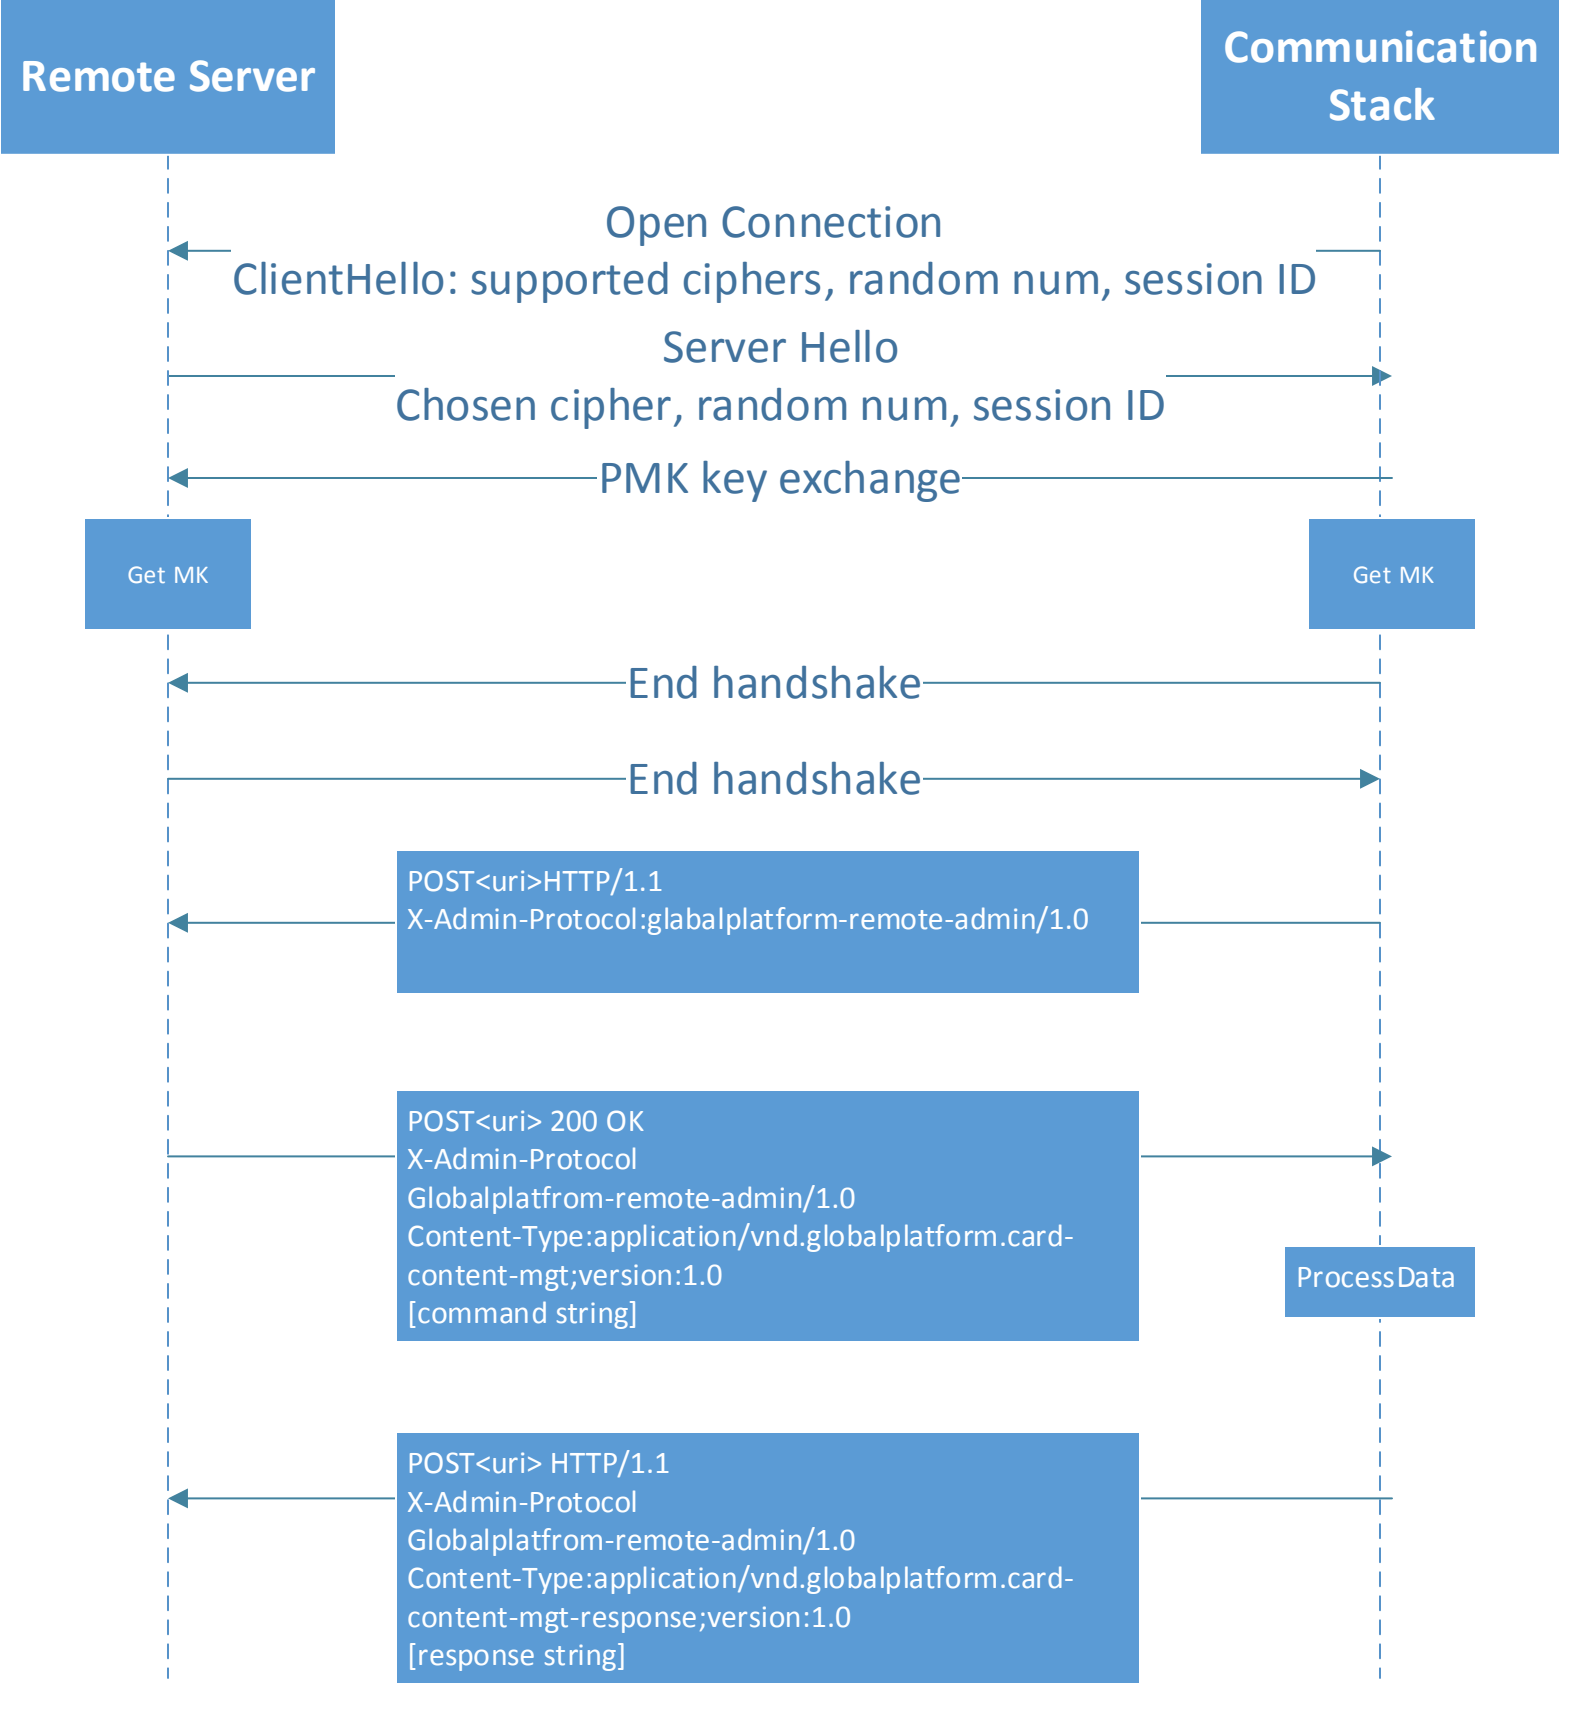 Remote Server
Communication
Stack
Open Connection
ClientHello: supported ciphers, random num, session ID
Server Hello
Chosen cipher, random num, session ID
PMK key exchange
Get MK
Get MK
End handshake
End handshake
POST<uri>HTTP/1.1
X-Admin-Protocol:glabalplatform-remote-admin/1.0
POST<uri> 200 OK
X-Admin-Protocol
Globalplatfrom-remote-admin/1.0
Content-Type:application/vnd.globalplatform.card-
content-mgt;version:1.0
[command string]
ProcessData
POST<uri> HTTP/1.1
X-Admin-Protocol
Globalplatfrom-remote-admin/1.0
Content-Type:application/vnd.globalplatform.card-
content-mgt-response;version:1.0
[response string]